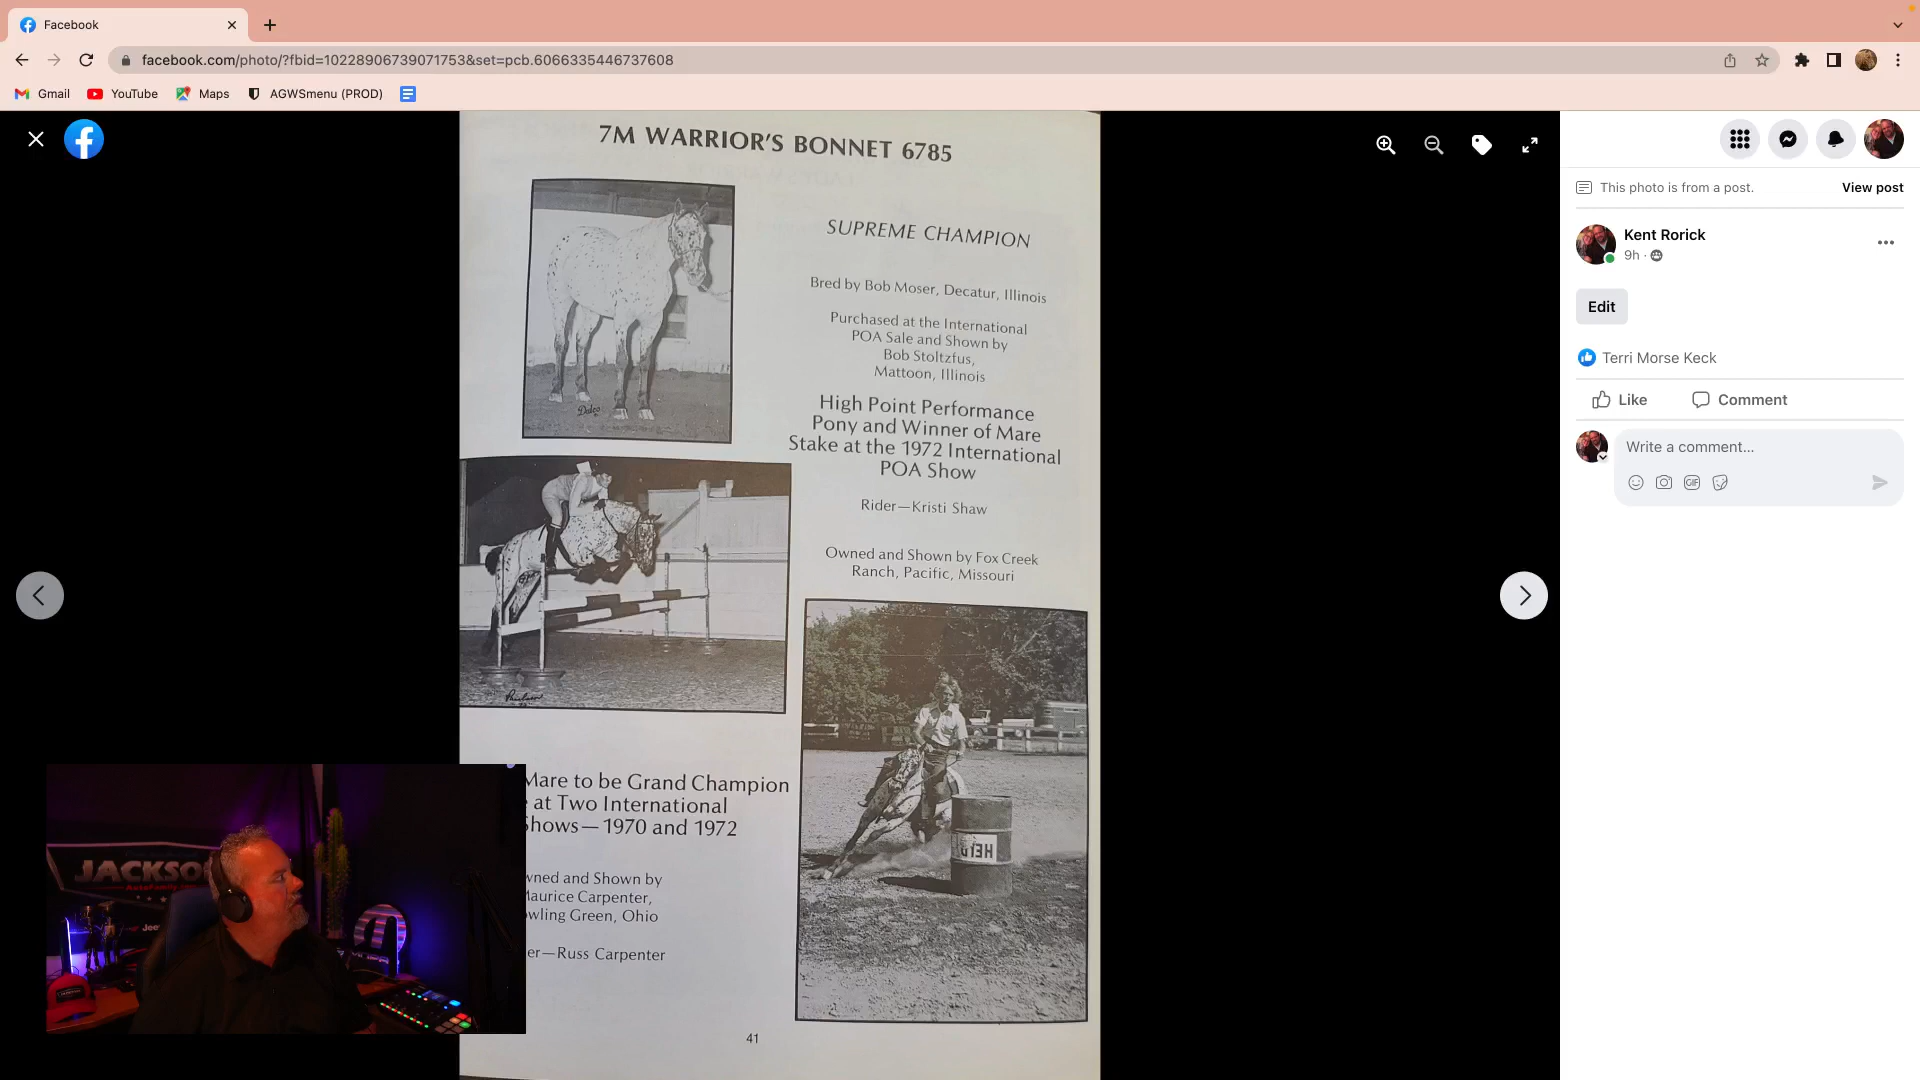 Facebook
facebook.com/photo/?fbid=10228906739071753&set=pcb.6066335446737608
Gmail
YouTube
Maps
AGWSmenu (PROD)
7M WARRIOR'S BONNET 6785
SUPREME CHAMPION
Bred by Bob Moser, Decatur, Illinois
Purchased at the International
POA Sale and Shown by
Bob Stoltzfus,
Mattoon, Illinois
High Point Performance
Pony and Winner of Mare
Stake at the 1972 International
POA Show
Rider—Kristi Shaw
Owned and Shown by Fox Creek
Ranch, Pacific, Missouri
Mare to be Grand Champion
at Two International
Shows—1970 and 1972
wned and Shown by
Maurice Carpenter,
wling Green, Ohio
er—Russ Carpenter
41
JACKSO
This photo is from a post.
View post
Kent Rorick
9h ·
Edit
Terri Morse Keck
Like
Comment
Write a comment...
GIF